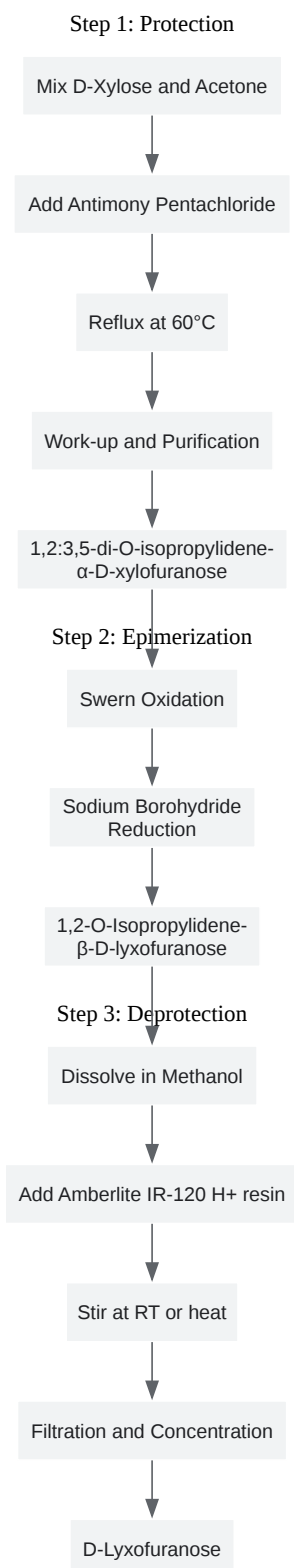 Step 1: Protection
Mix D-Xylose and Acetone
Add Antimony Pentachloride
Reflux at 60°C
Work-up and Purification
1,2:3,5-di-O-isopropylidene-
α-D-xylofuranose
Step 2: Epimerization
Swern Oxidation
Sodium Borohydride
Reduction
1,2-O-Isopropylidene-
β-D-lyxofuranose
Step 3: Deprotection
Dissolve in Methanol
Add Amberlite IR-120 H+ resin
Stir at RT or heat
Filtration and Concentration
D-Lyxofuranose